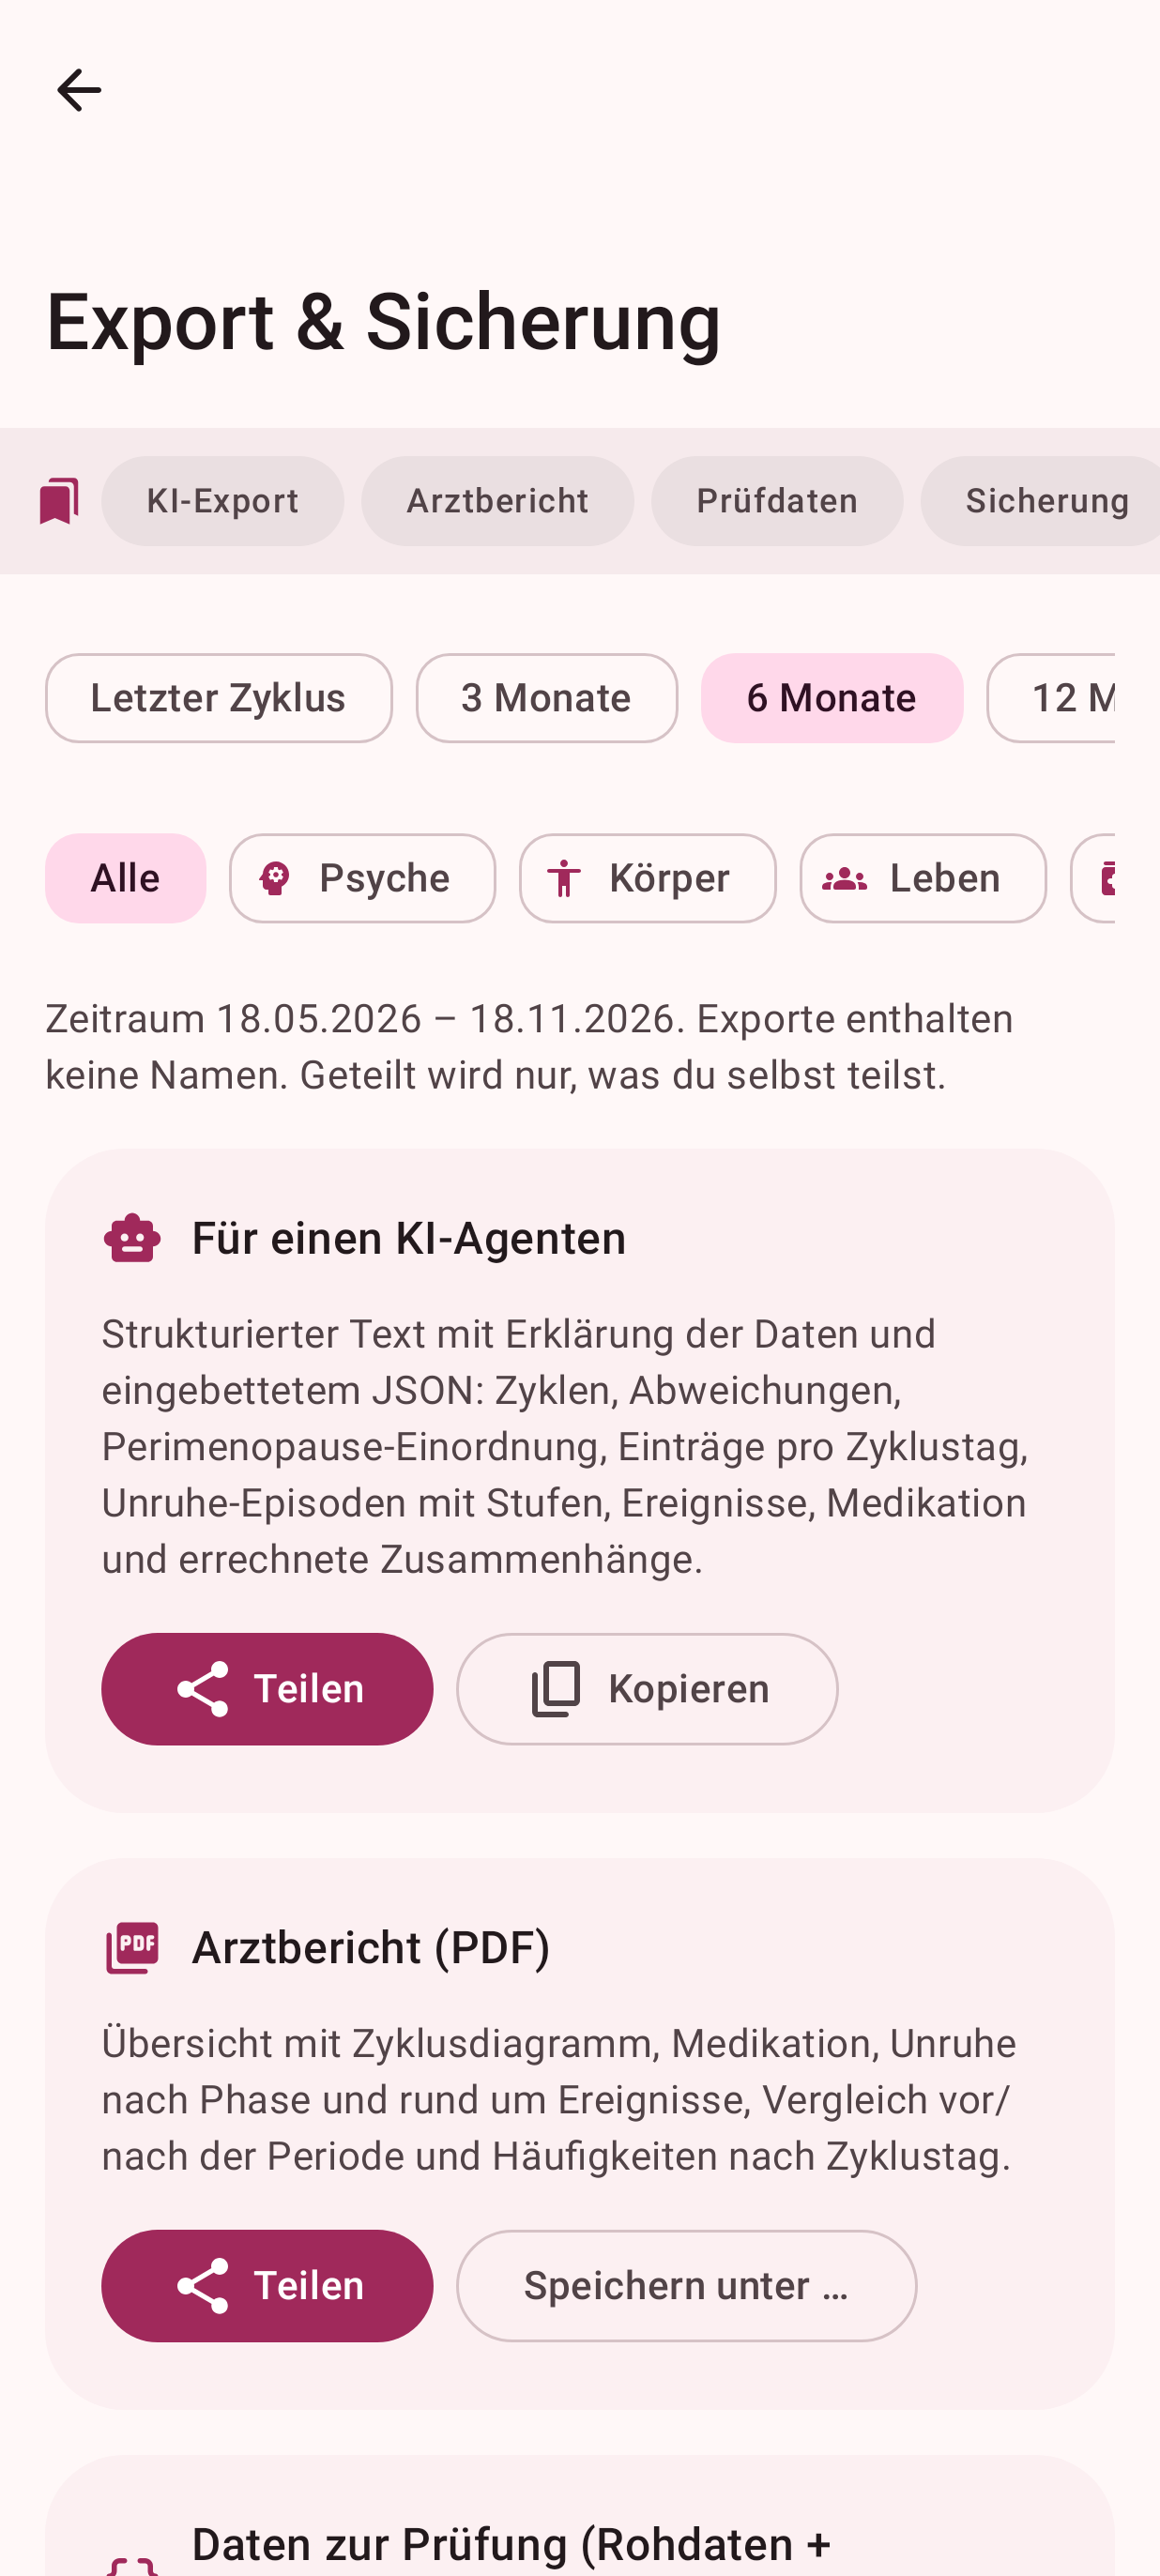 Export & Sicherung
KI-Export Arztbericht Prüfdaten Sicherung
Letzter Zyklus 3 Monate 6 Monate 12 M
Alle Psyche Körper Leben
Zeitraum 18.05.2026 – 18.11.2026. Exporte enthalten
keine Namen. Geteilt wird nur, was du selbst teilst.
Für einen KI-Agenten
Strukturierter Text mit Erklärung der Daten und
eingebettetem JSON: Zyklen, Abweichungen,
Perimenopause-Einordnung, Einträge pro Zyklustag,
Unruhe-Episoden mit Stufen, Ereignisse, Medikation
und errechnete Zusammenhänge.
Teilen Kopieren
PDF Arztbericht (PDF)
Übersicht mit Zyklusdiagramm, Medikation, Unruhe
nach Phase und rund um Ereignisse, Vergleich vor/
nach der Periode und Häufigkeiten nach Zyklustag.
Teilen Speichern unter …
Daten zur Prüfung (Rohdaten +